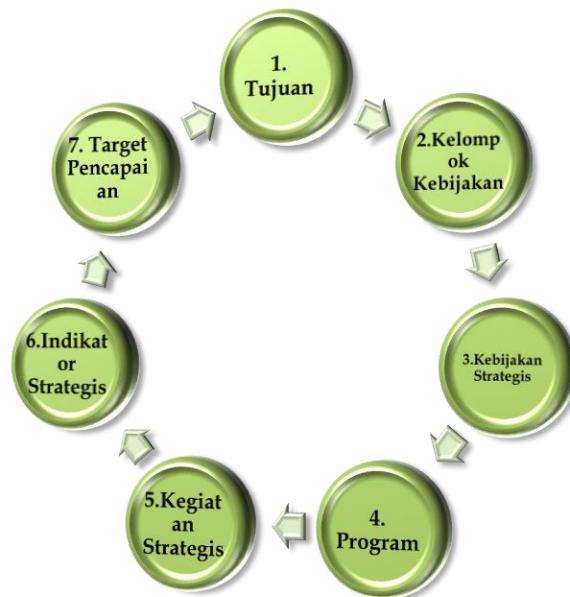 1.
Tujuan
2.Kelomp
ok
Kebijakan
3.Kebijakan
Strategis
4.
Program
5.Kegiat
an
Strategis
6.Indikat
or
Strategis
7. Target
Pencapai
an